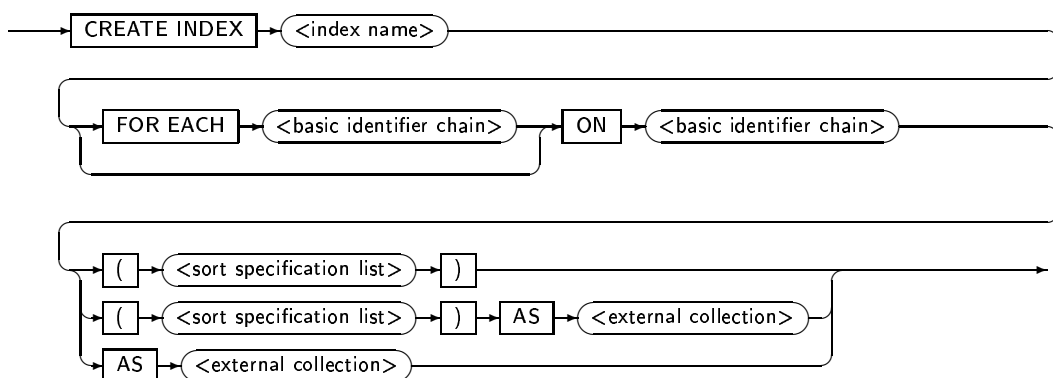 CREATE INDEX <index name>
FOR EACH <basic identifier chain> ON <basic identifier chain>
( <sort specification list> )
( <sort specification list> ) AS <external collection>
AS <external collection>